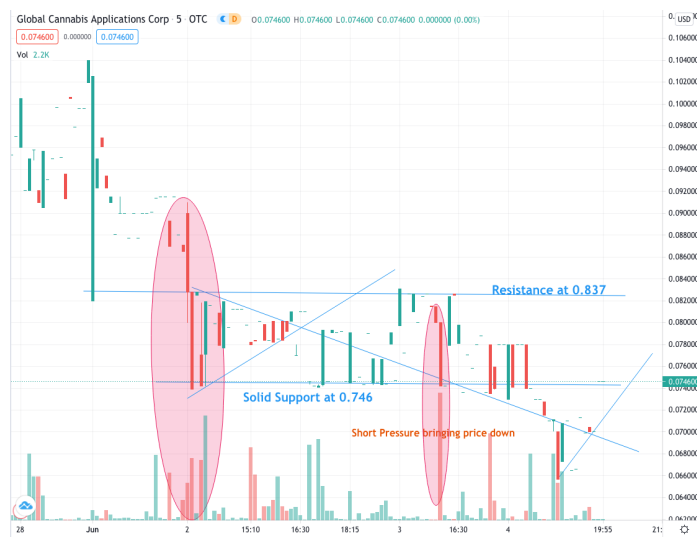 Global Cannabis Applications Corp · 5 · OTC D O0.074600 H0.074600 L0.074600 C0.074600 0.000000 (0.00%)
0.074600 0.000000 0.074600
Vol 2.2K
USD
0.106000
0.104000
0.102000
0.100000
0.098000
0.096000
0.094000
0.092000
0.090000
0.088000
0.086000
0.084000
Resistance at 0.837
0.082000
0.080000
0.078000
0.076000
0.074600
Solid Support at 0.746
0.072000
Short Pressure bringing price down
0.070000
0.068000
0.066000
0.064000
28 Jun 2 15:10 16:30 18:15 3 16:30 4 19:55 21: